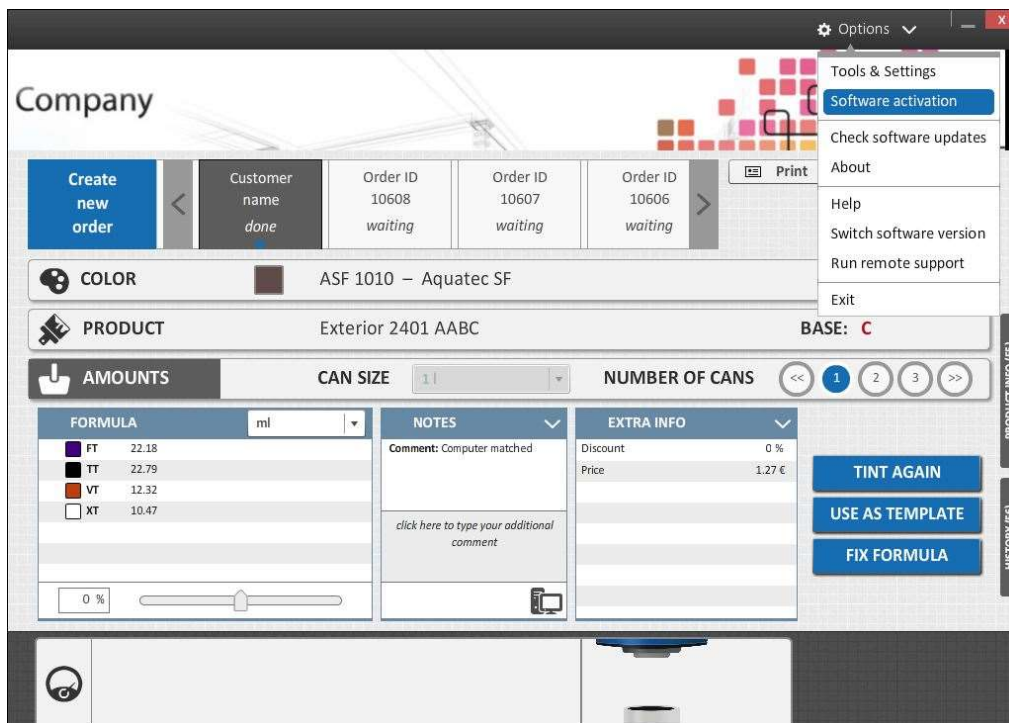 Options
X
Tools & Settings
Software activation
Check software updates
About
Help
Switch software version
Run remote support
Exit
Company
Create
new
order
<
Customer
name
done
Order ID
10608
waiting
Order ID
10607
waiting
Order ID
10606
waiting
>
Print
COLOR
ASF 1010 – Aquatec SF
PRODUCT
Exterior 2401 AABC
BASE: C
AMOUNTS
CAN SIZE
1 l
NUMBER OF CANS
<<
1
2
3
>>
PRODUCT INFO (F5)
FORMULA
ml
FT 22.18
TT 22.79
VT 12.32
XT 10.47
0 %
NOTES
Comment: Computer matched
click here to type your additional
comment
EXTRA INFO
Discount 0 %
Price 1.27 €
TINT AGAIN
USE AS TEMPLATE
FIX FORMULA
HISTORY (F6)